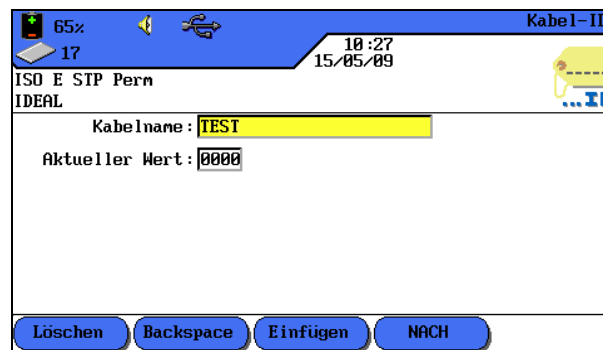 65% Kabel-ID
17 10:27
15/05/09
ISO E STP Perm
IDEAL
Kabelname: TEST
Aktueller Wert: 0000
Löschen Backspace Einfügen NACH